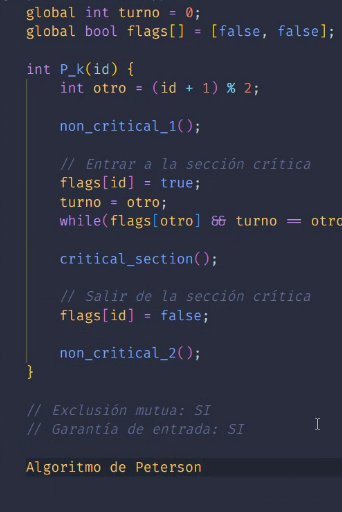 global int turno = 0;
global bool flags[] = [false, false];
int P_k(id) {
int otro = (id + 1) % 2;
non_critical_1();
// Entrar a la sección crítica
flags[id] = true;
turno = otro;
while(flags[otro] && turno == otro
critical_section();
// Salir de la sección crítica
flags[id] = false;
non_critical_2();
}
// Exclusión mutua: SI
// Garantía de entrada: SI
Algoritmo de Peterson